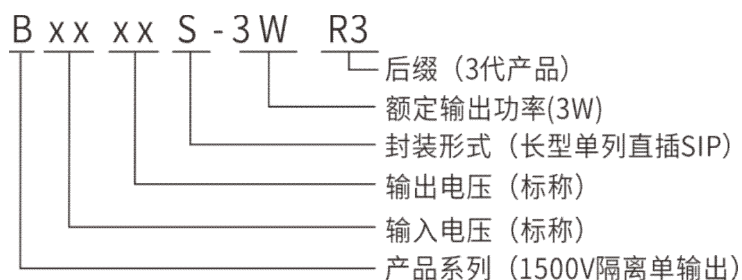 B xx xx S-3W R3
后缀（3代产品）
额定输出功率(3W)
封装形式（长型单列直插SIP）
输出电压（标称）
输入电压（标称）
产品系列（1500V隔离单输出）